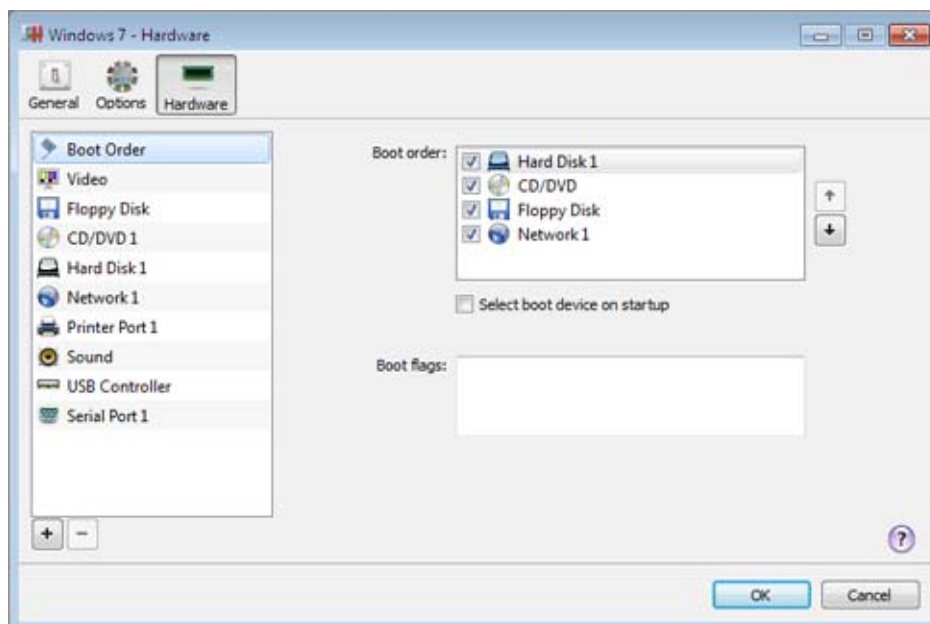 Windows 7 - Hardware
General Options Hardware
Boot Order
Video
Floppy Disk
CD/DVD 1
Hard Disk 1
Network 1
Printer Port 1
Sound
USB Controller
Serial Port 1
Boot order:
Hard Disk 1
CD/DVD
Floppy Disk
Network 1
Select boot device on startup
Boot flags:
OK Cancel